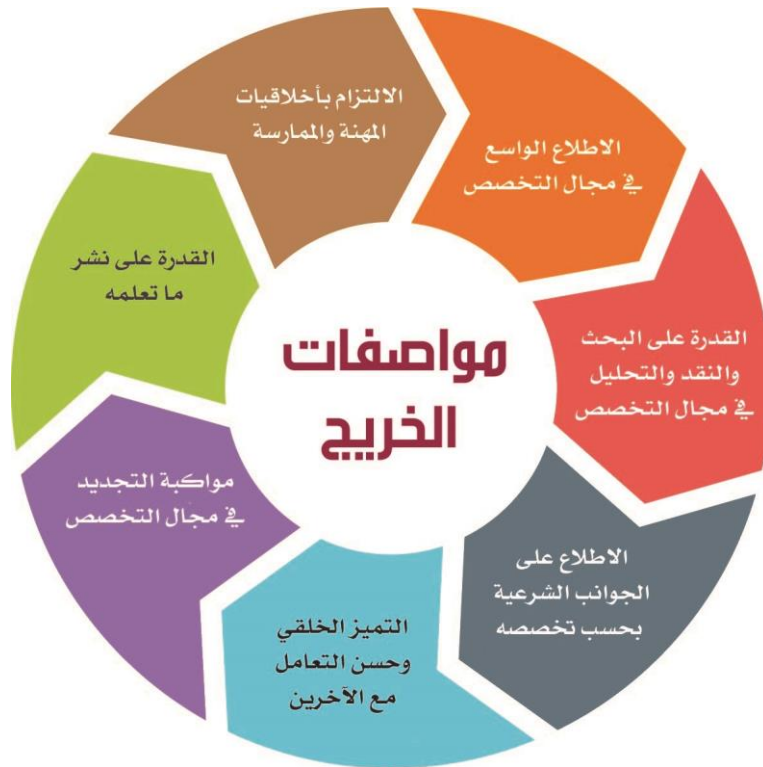 مواصفات
الخريج
الاطلاع الواسع
في مجال التخصص
القدرة على البحث
والنقد والتحليل
في مجال التخصص
الاطلاع على
الجوانب الشرعية
بحسب تخصصه
التميز الخلقي
وحسن التعامل
مع الآخرين
مواكبة التجديد
في مجال التخصص
القدرة على نشر
ما تعلمه
الالتزام بأخلاقيات
المهنة والممارسة